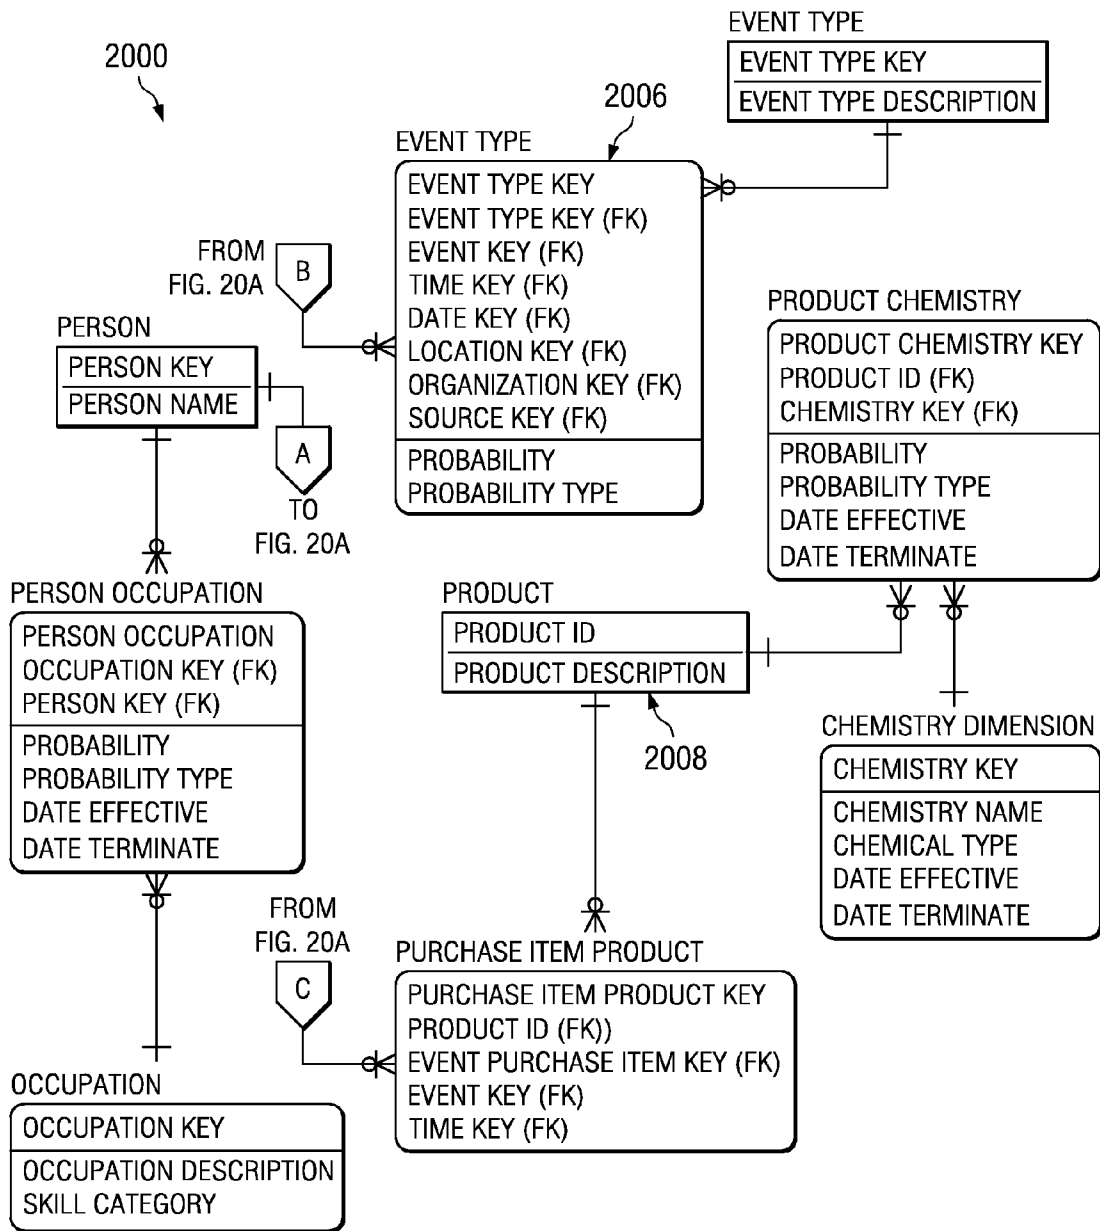 2000
EVENT TYPE
EVENT TYPE KEY
EVENT TYPE DESCRIPTION
2006
EVENT TYPE
EVENT TYPE KEY
EVENT TYPE KEY (FK)
EVENT KEY (FK)
TIME KEY (FK)
DATE KEY (FK)
LOCATION KEY (FK)
ORGANIZATION KEY (FK)
SOURCE KEY (FK)
PROBABILITY
PROBABILITY TYPE
FROM
FIG. 20A
B
PERSON
PERSON KEY
PERSON NAME
A
TO
FIG. 20A
PRODUCT CHEMISTRY
PRODUCT CHEMISTRY KEY
PRODUCT ID (FK)
CHEMISTRY KEY (FK)
PROBABILITY
PROBABILITY TYPE
DATE EFFECTIVE
DATE TERMINATE
PERSON OCCUPATION
PERSON OCCUPATION
OCCUPATION KEY (FK)
PERSON KEY (FK)
PROBABILITY
PROBABILITY TYPE
DATE EFFECTIVE
DATE TERMINATE
PRODUCT
PRODUCT ID
PRODUCT DESCRIPTION
2008
CHEMISTRY DIMENSION
CHEMISTRY KEY
CHEMISTRY NAME
CHEMICAL TYPE
DATE EFFECTIVE
DATE TERMINATE
FROM
FIG. 20A
C
PURCHASE ITEM PRODUCT
PURCHASE ITEM PRODUCT KEY
PRODUCT ID (FK))
EVENT PURCHASE ITEM KEY (FK)
EVENT KEY (FK)
TIME KEY (FK)
OCCUPATION
OCCUPATION KEY
OCCUPATION DESCRIPTION
SKILL CATEGORY